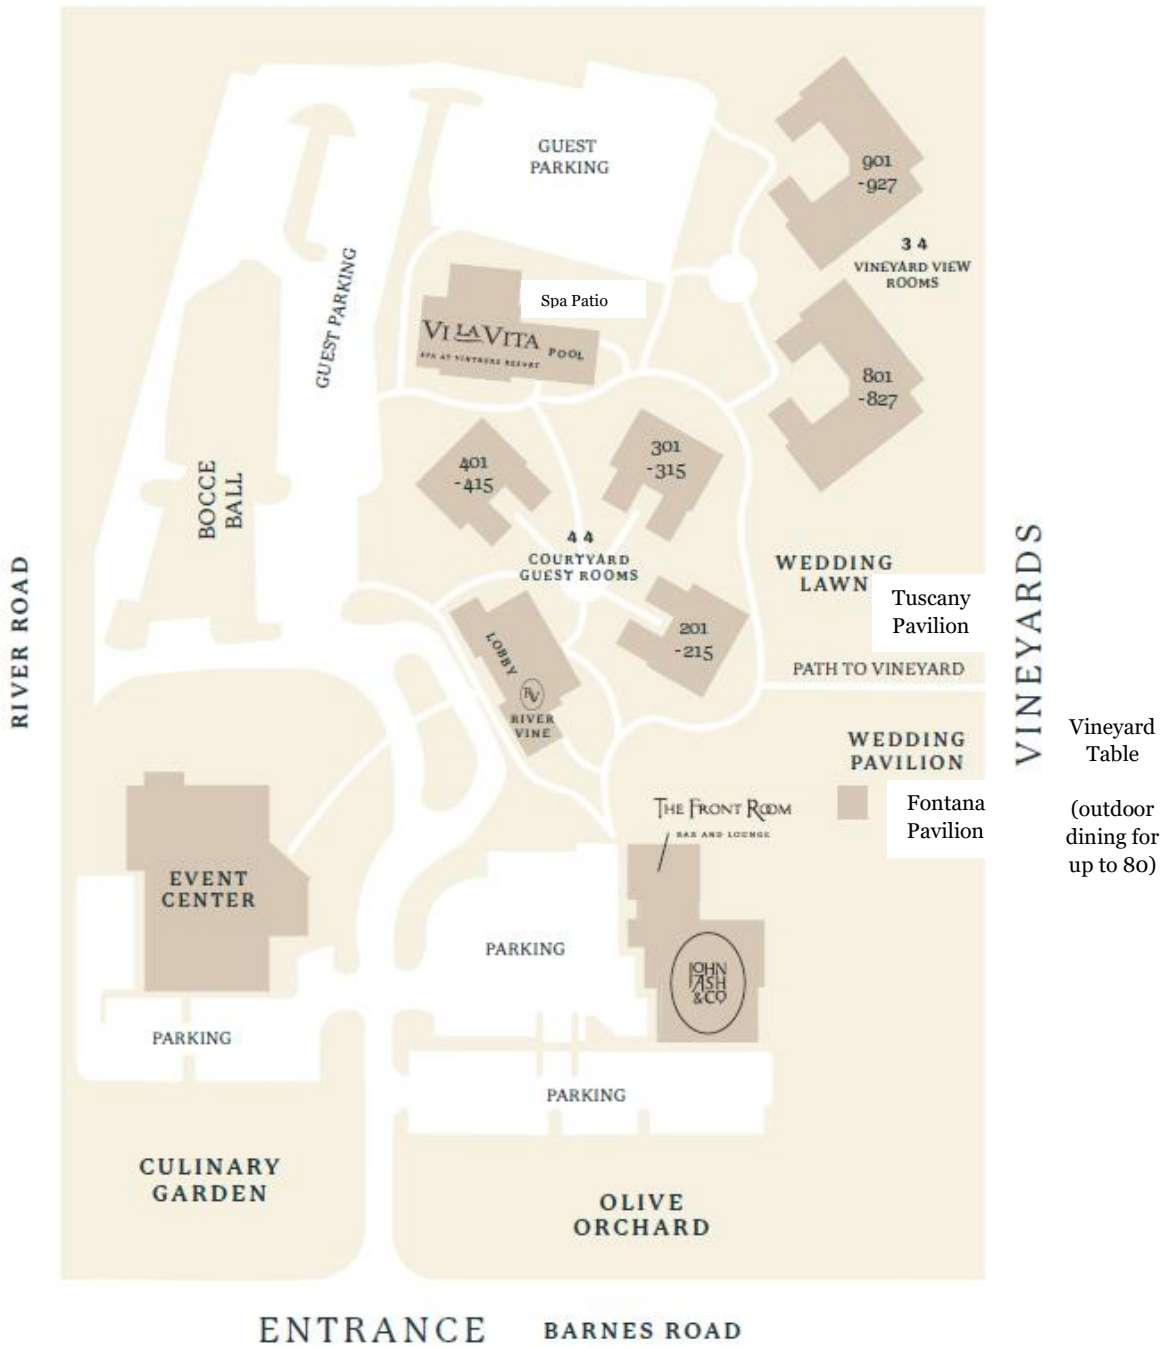 GUEST
PARKING
901
-927
34
VINEYARD VIEW
ROOMS
GUEST PARKING
Spa Patio
VILLAVITA
SPA AT VINTNERS RESORT
POOL
801
-827
301
-315
401
-415
BOCCE
BALL
44
COURTYARD
GUEST ROOMS
WEDDING
LAWN
Tuscany
Pavilion
RIVER ROAD
VINEYARDS
201
-215
LOBBY
RV
RIVER
VINE
PATH TO VINEYARD
WEDDING
PAVILION
Vineyard
Table
(outdoor
dining for
up to 80)
Fontana
Pavilion
THE FRONT ROOM
BAR AND LOUNGE
EVENT
CENTER
PARKING
JOHN
ASH
&CO
PARKING
PARKING
CULINARY
GARDEN
OLIVE
ORCHARD
ENTRANCE
BARNES ROAD